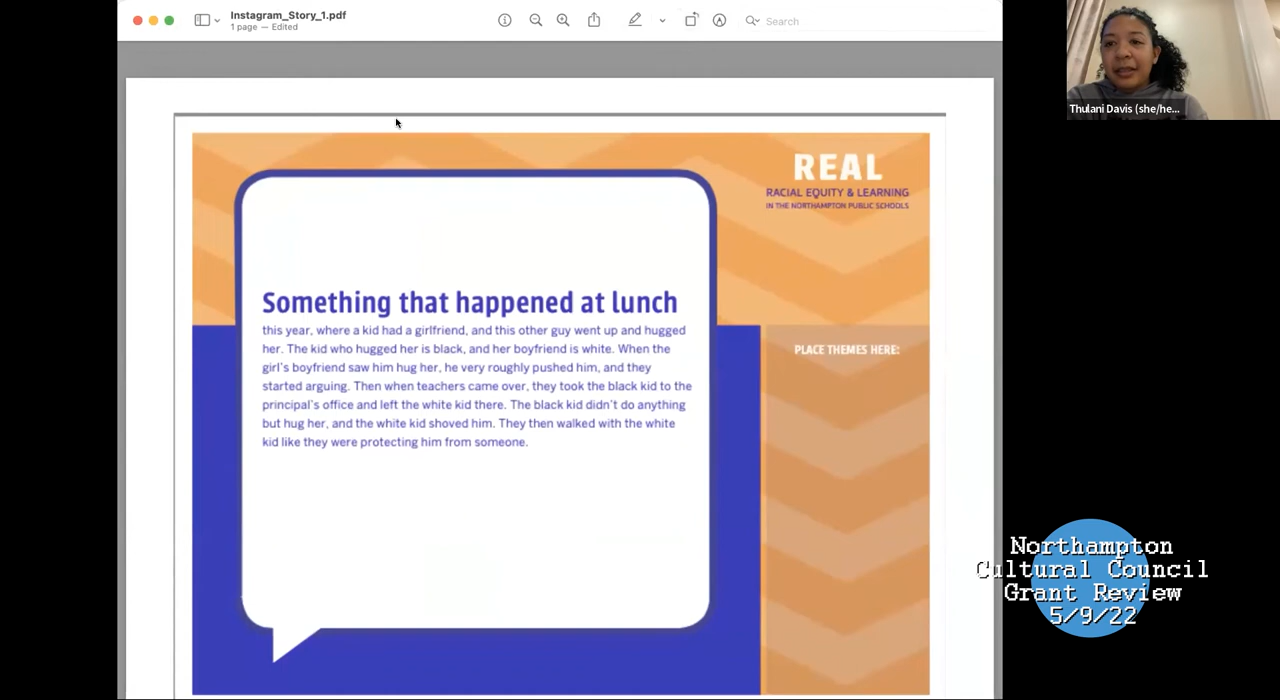 Instagram_Story_1.pdf
1 page — Edited
Search
Thulani Davis (she/he...
REAL
RACIAL EQUITY & LEARNING
IN THE NORTHAMPTON PUBLIC SCHOOLS
Something that happened at lunch
this year, where a kid had a girlfriend, and this other guy went up and hugged
her. The kid who hugged her is black, and her boyfriend is white. When the
girl's boyfriend saw him hug her, he very roughly pushed him, and they
started arguing. Then when teachers came over, they took the black kid to the
principal's office and left the white kid there. The black kid didn't do anything
but hug her, and the white kid shoved him. They then walked with the white
kid like they were protecting him from someone.
PLACE THEMES HERE:
Northampton
Cultural Council
Grant Review
5/9/22